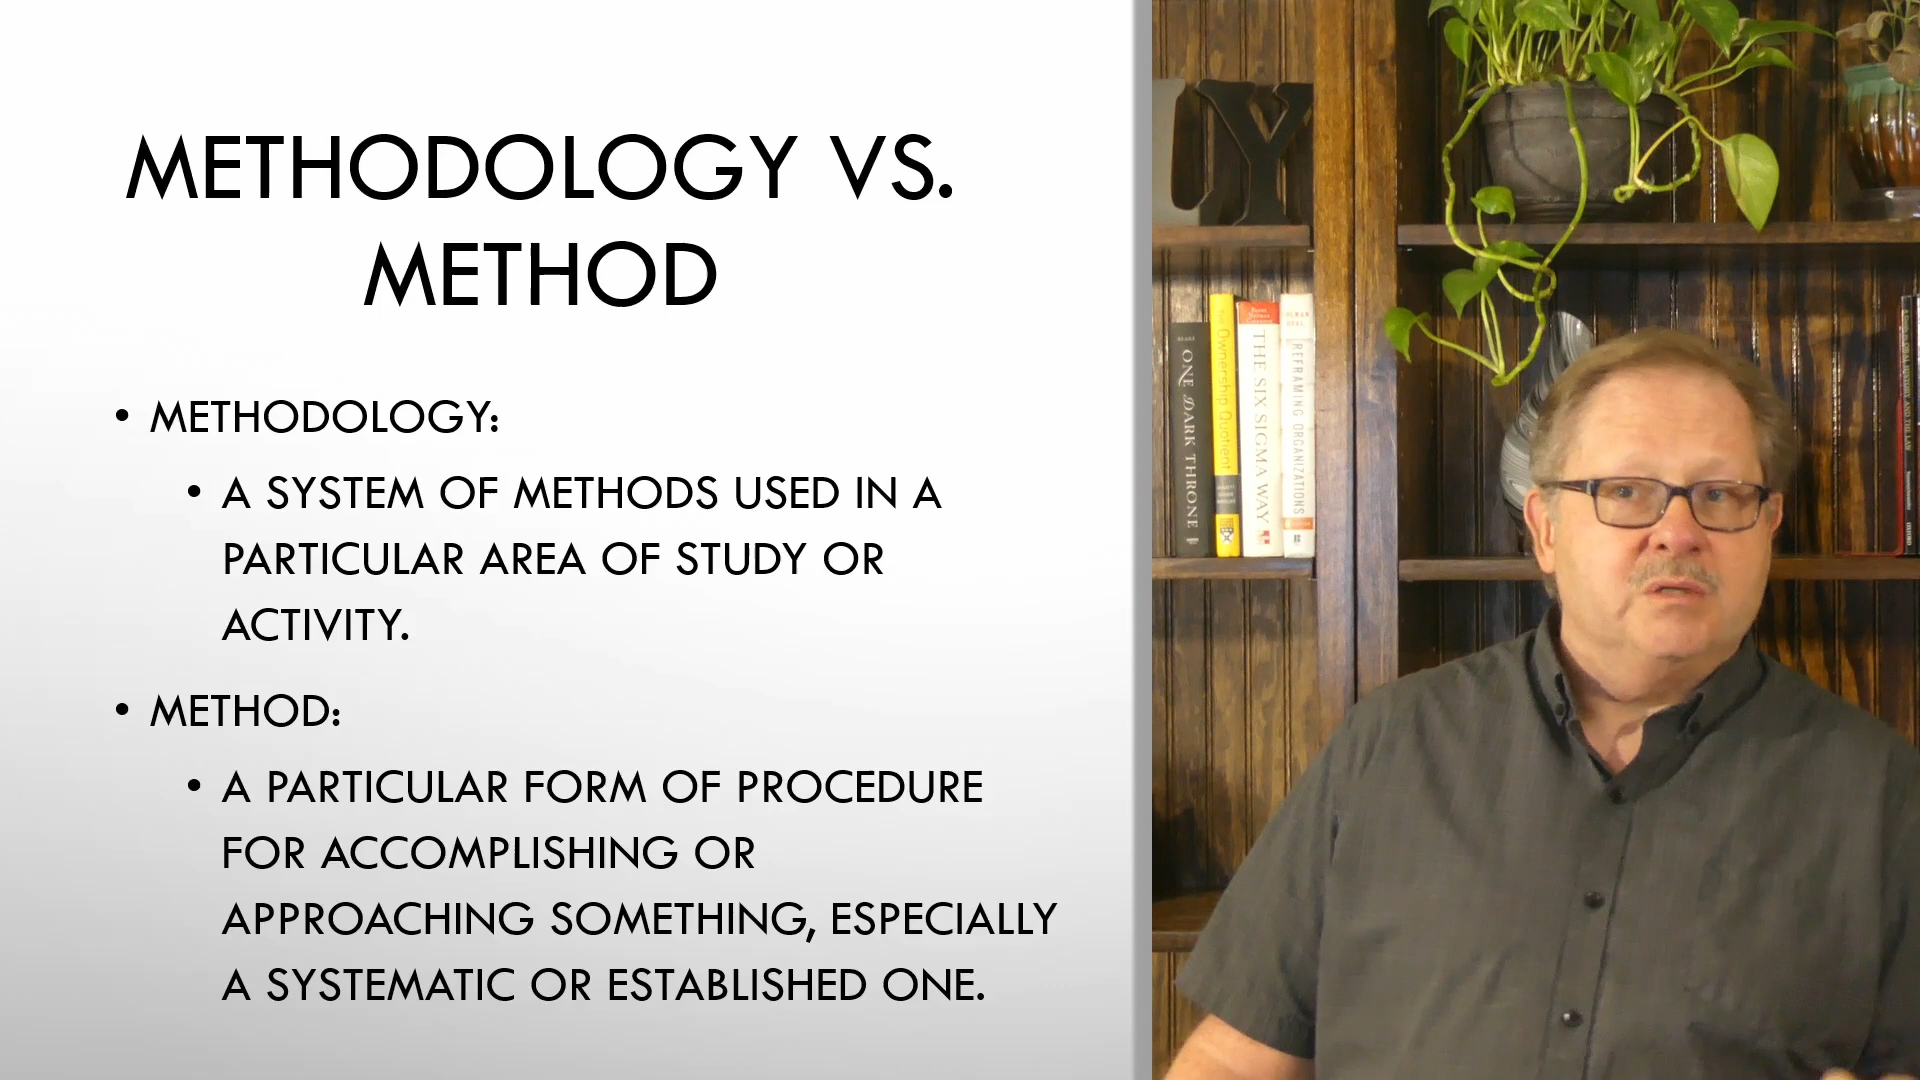 METHODOLOGY VS.
METHOD
• METHODOLOGY:
• A SYSTEM OF METHODS USED IN A
PARTICULAR AREA OF STUDY OR
ACTIVITY.
• METHOD:
• A PARTICULAR FORM OF PROCEDURE
FOR ACCOMPLISHING OR
APPROACHING SOMETHING, ESPECIALLY
A SYSTEMATIC OR ESTABLISHED ONE.
Y
ONE DARK THRONE
The Ownership Quotient
THE SIX SIGMA WAY
REFRAMING ORGANIZATIONS